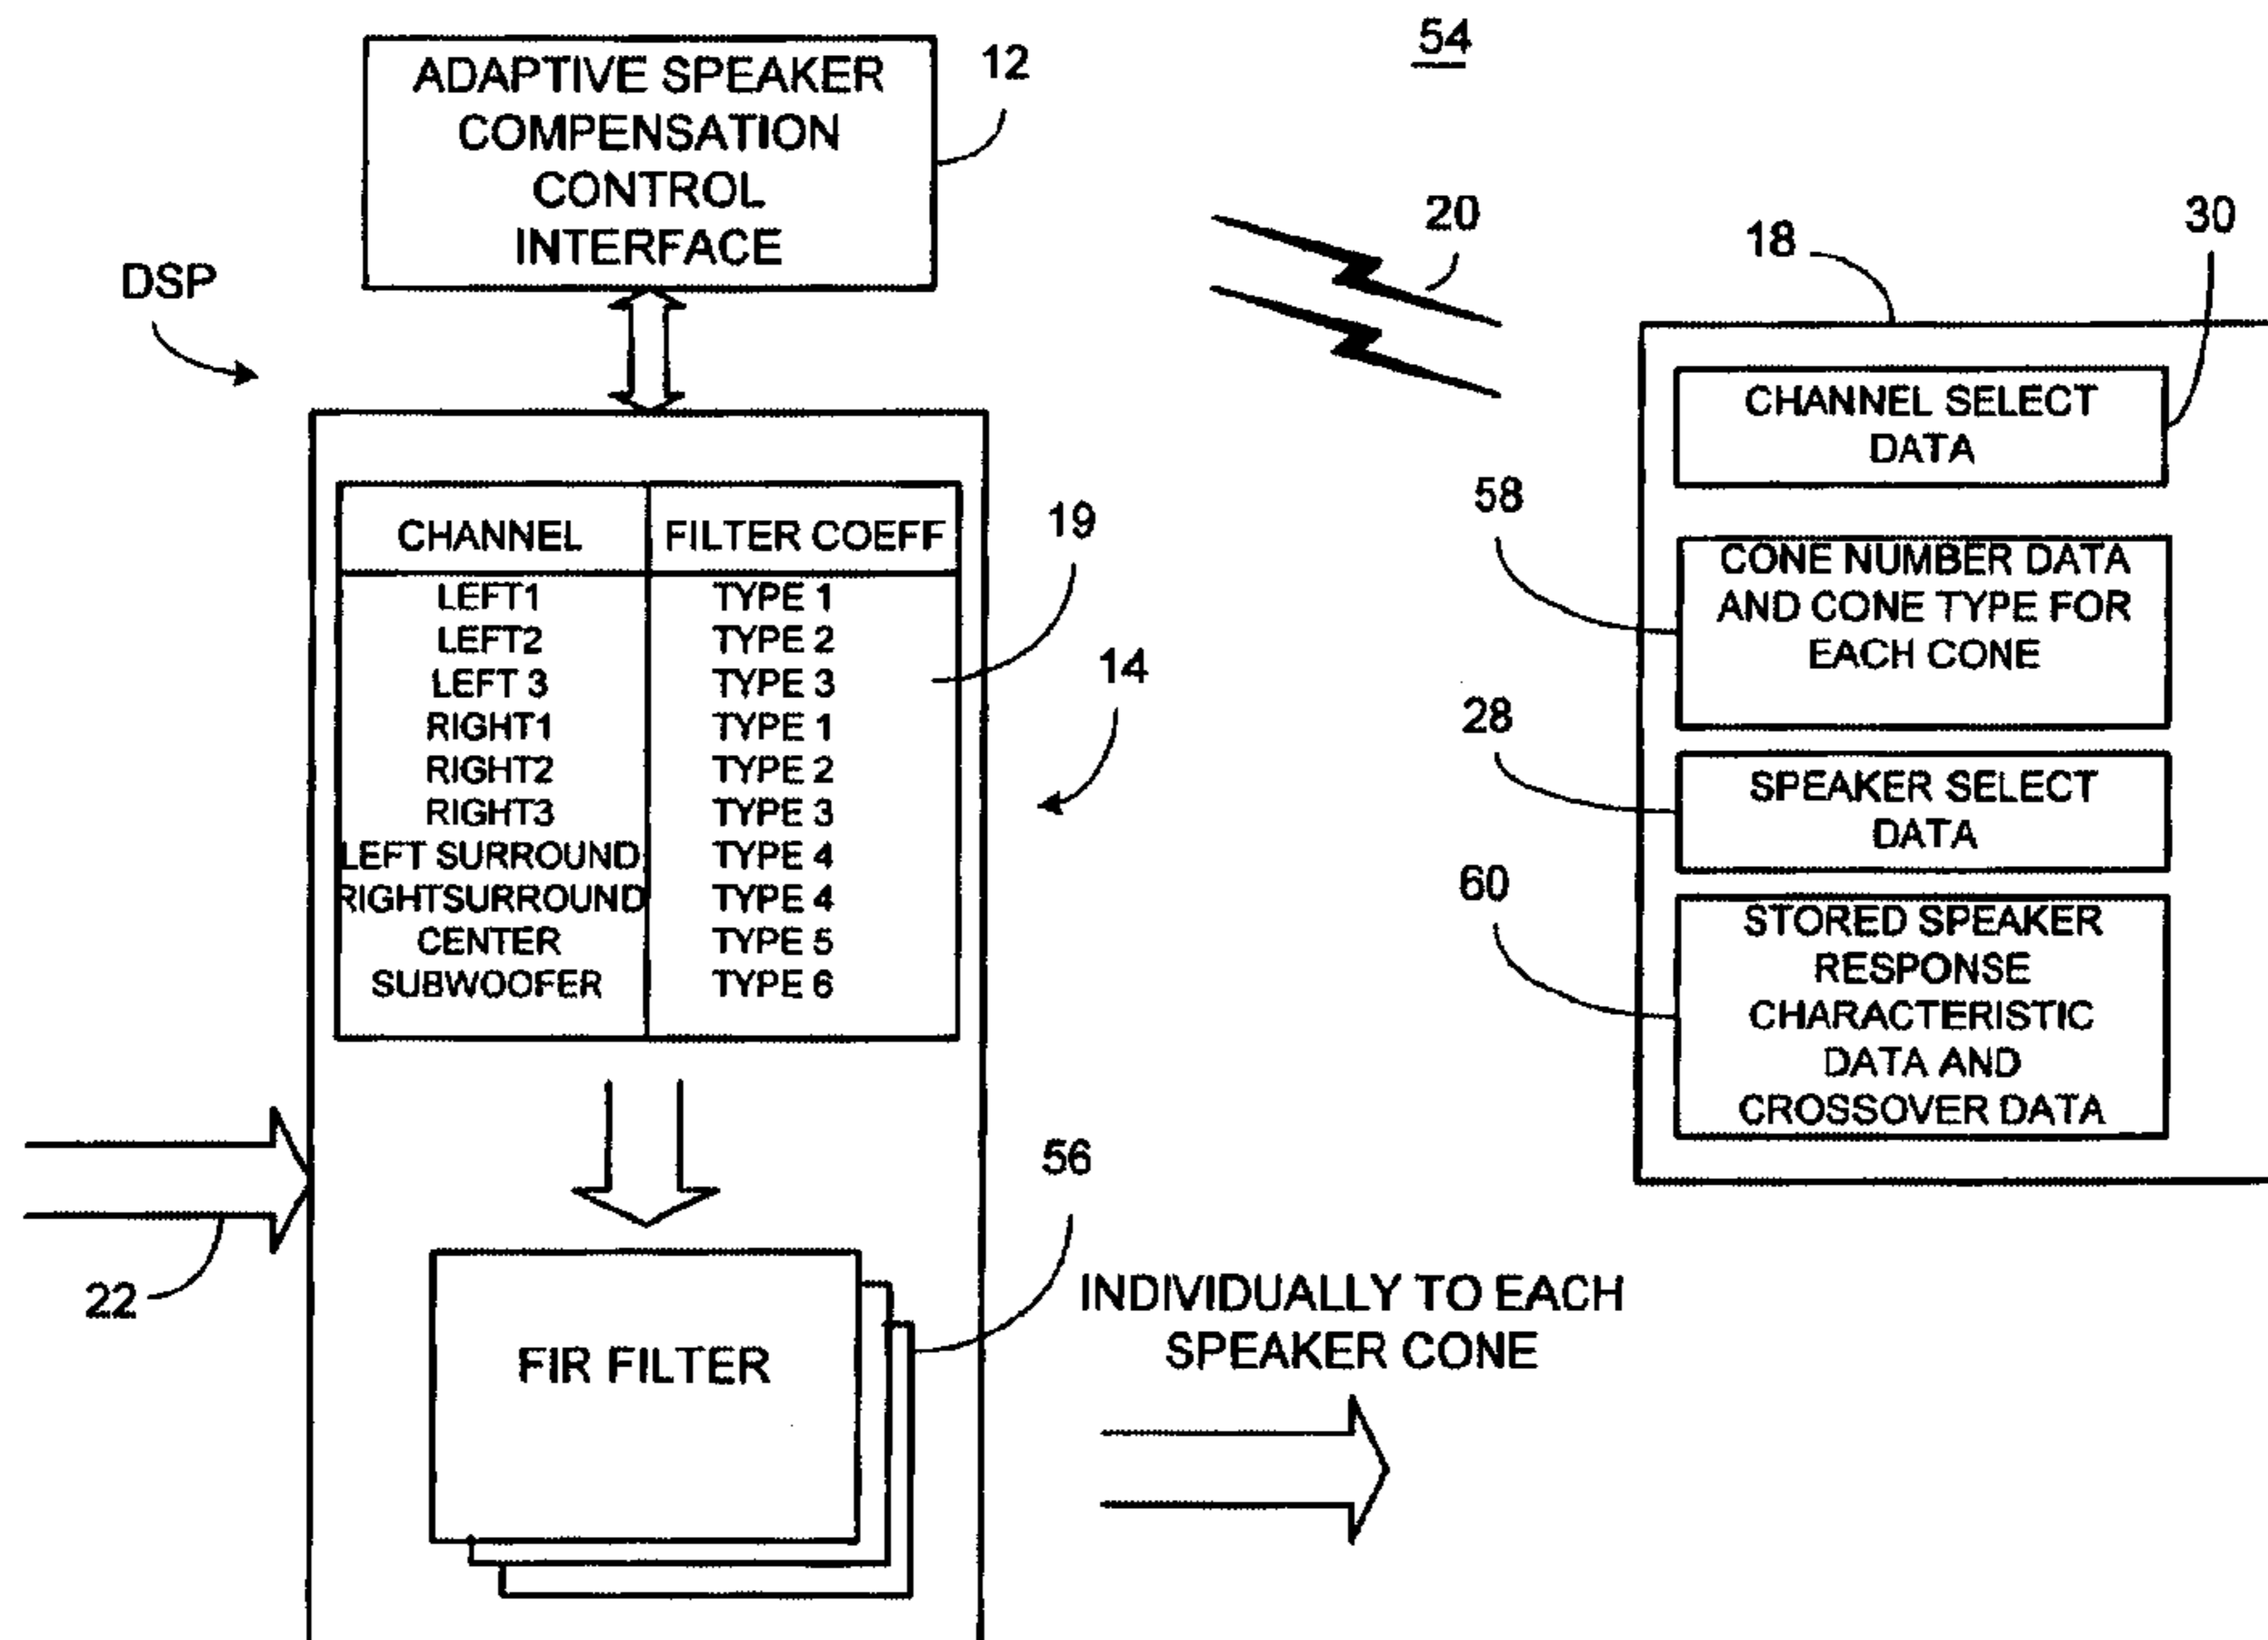 54
ADAPTIVE SPEAKER
COMPENSATION
CONTROL
INTERFACE
12
DSP
20
18
30
CHANNEL SELECT
DATA
58
CONE NUMBER DATA
AND CONE TYPE FOR
EACH CONE
28
SPEAKER SELECT
DATA
60
STORED SPEAKER
RESPONSE
CHARACTERISTIC
DATA AND
CROSSOVER DATA
CHANNEL FILTER COEFF
19
LEFT1 TYPE 1
LEFT2 TYPE 2
LEFT 3 TYPE 3
RIGHT1 TYPE 1
RIGHT2 TYPE 2
RIGHT3 TYPE 3
LEFT SURROUND TYPE 4
RIGHTSURROUND TYPE 4
CENTER TYPE 5
SUBWOOFER TYPE 6
14
22
56
FIR FILTER
INDIVIDUALLY TO EACH
SPEAKER CONE